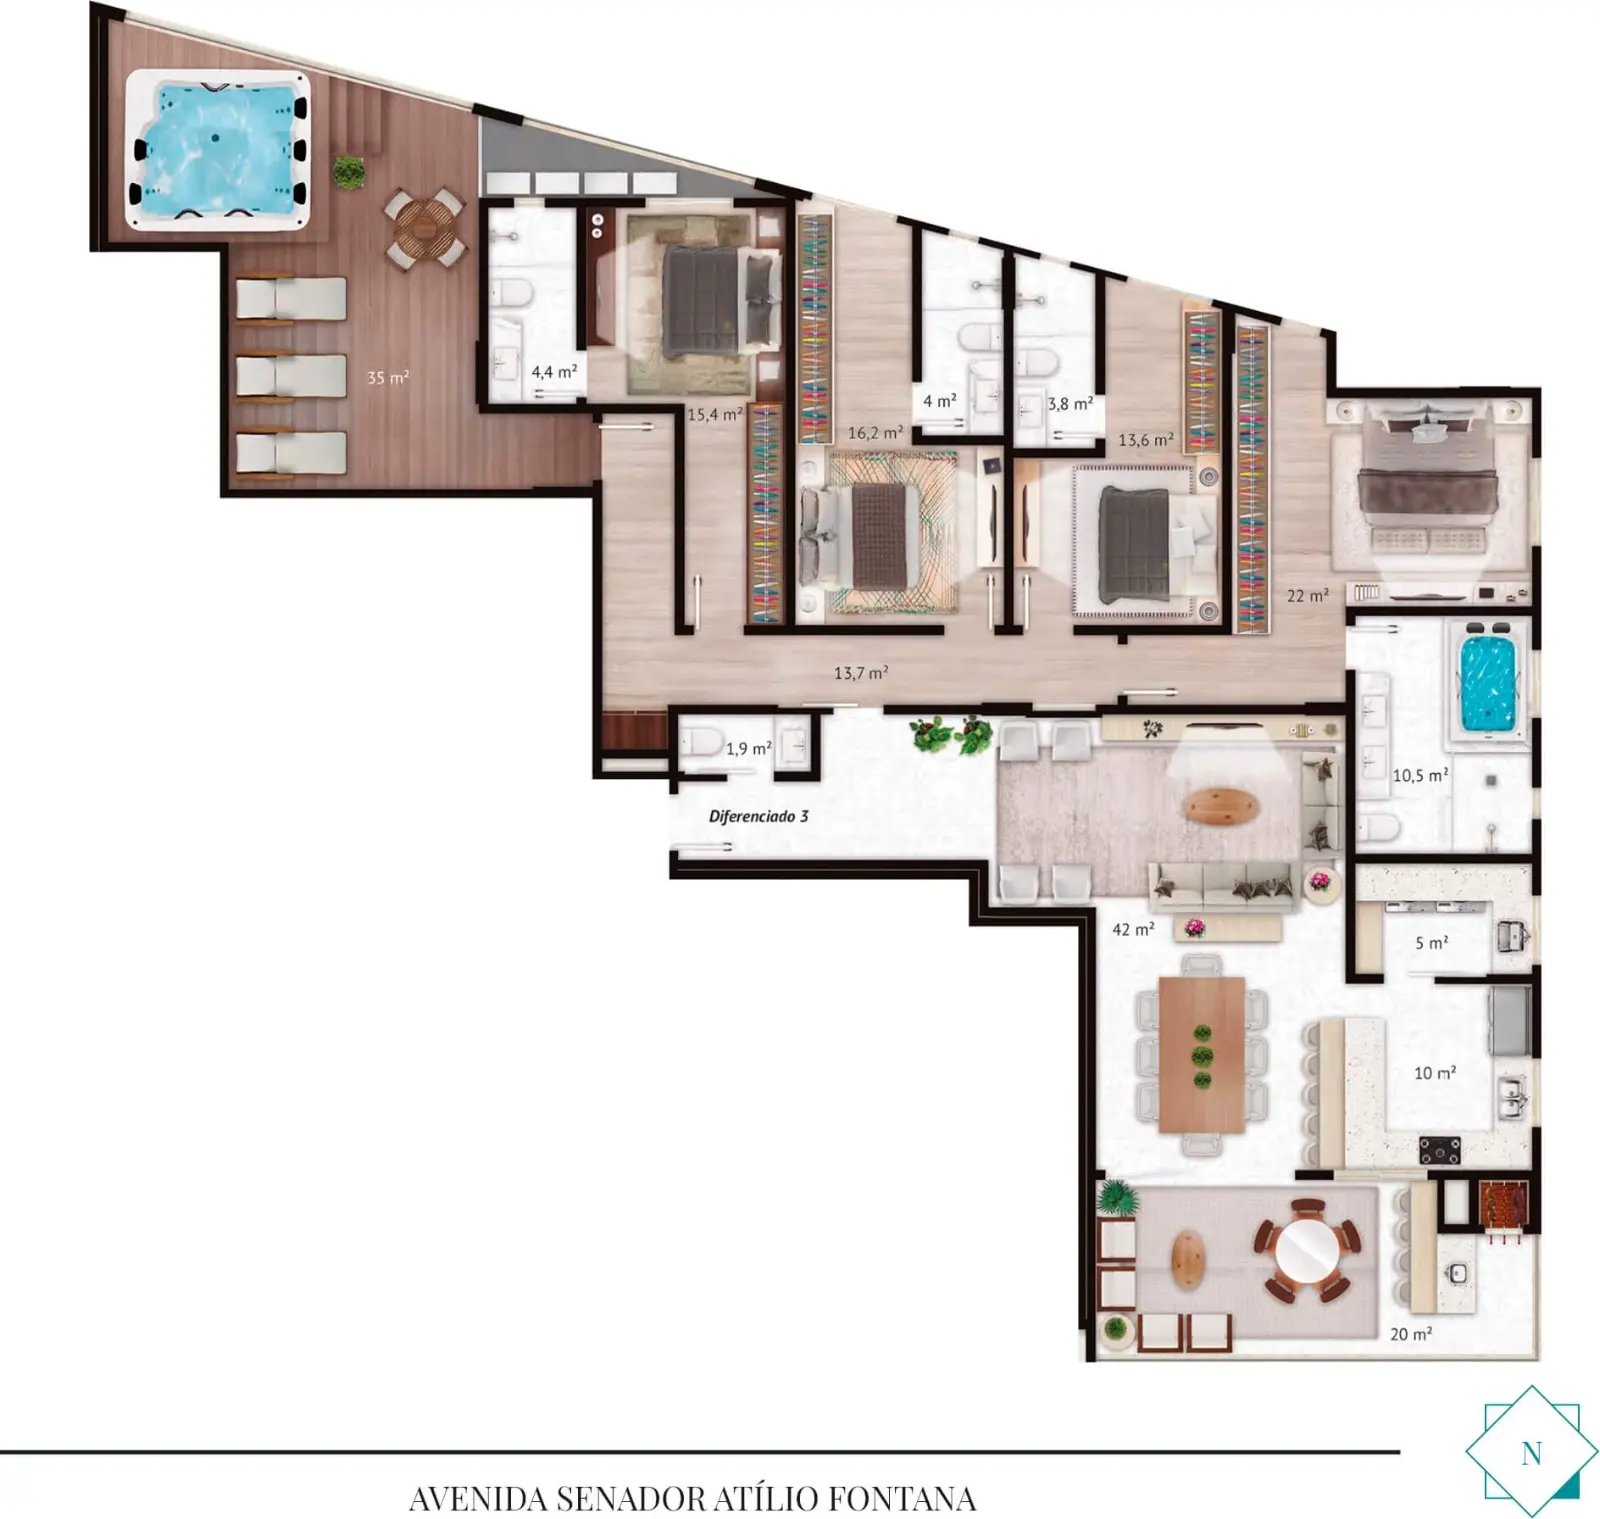 35 m²
4,4 m²
15,4 m²
16,2 m²
4 m²
3,8 m²
13,6 m²
22 m²
13,7 m²
1,9 m²
10,5 m²
Diferenciado 3
42 m²
5 m²
10 m²
20 m²
N
AVENIDA SENADOR ATÍLIO FONTANA